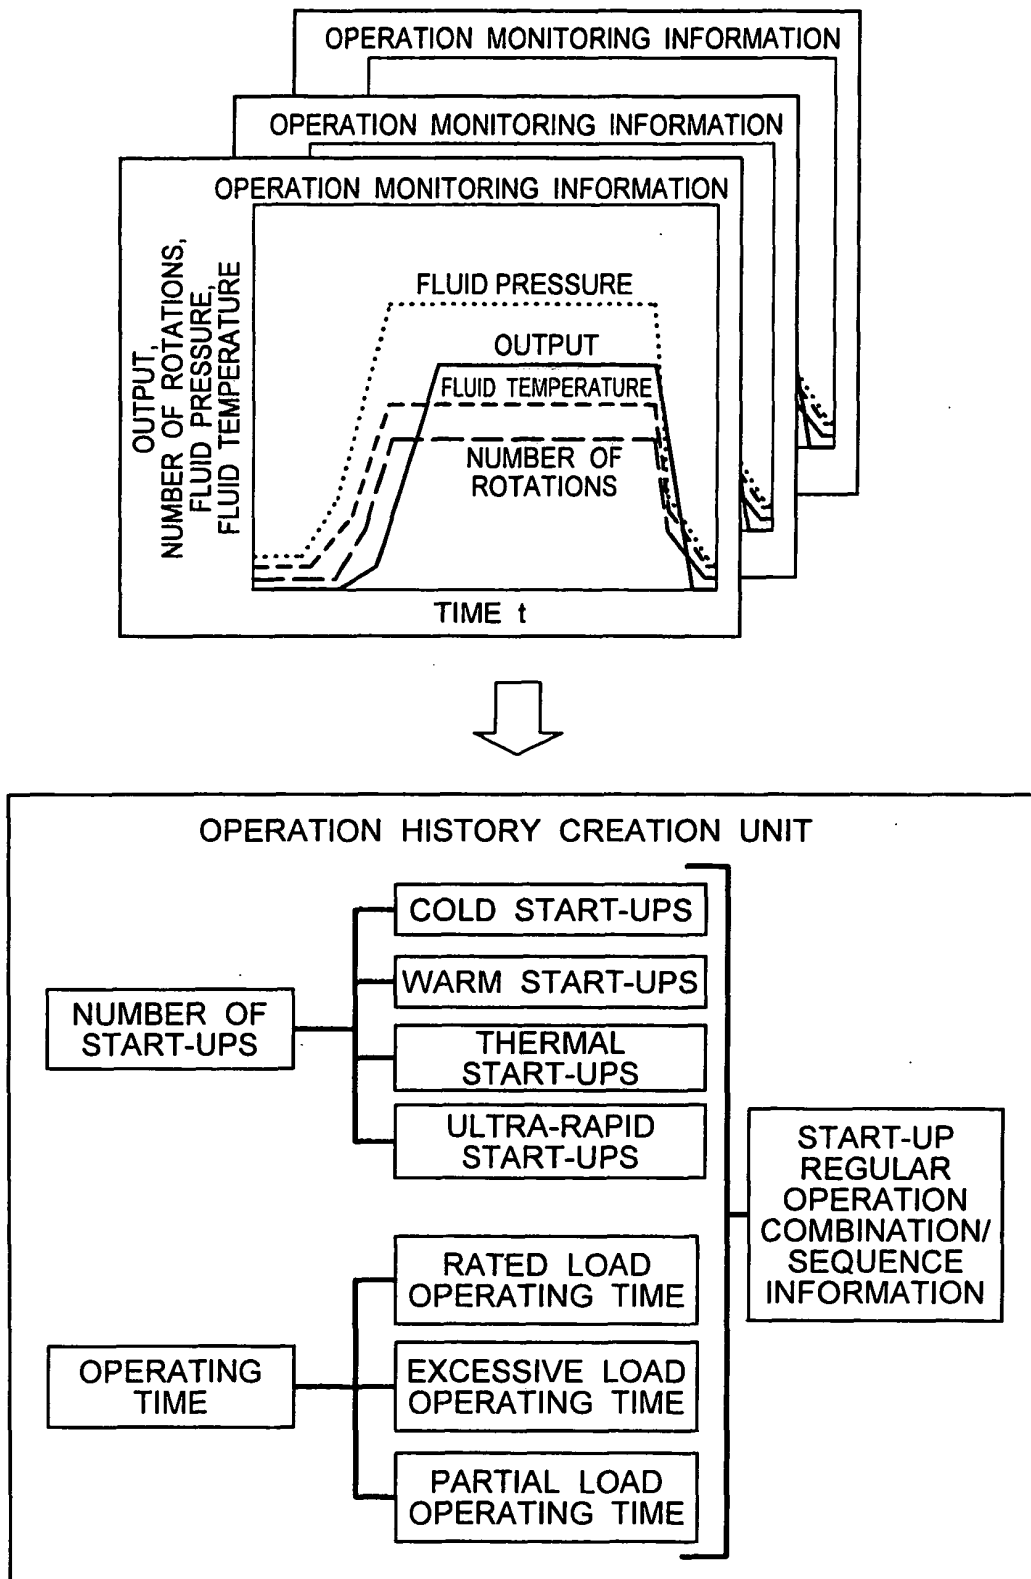 OPERATION MONITORING INFORMATION
OPERATION MONITORING INFORMATION
OPERATION MONITORING INFORMATION
OUTPUT,
NUMBER OF ROTATIONS,
FLUID PRESSURE,
FLUID TEMPERATURE
FLUID PRESSURE
OUTPUT
FLUID TEMPERATURE
NUMBER OF
ROTATIONS
TIME t
OPERATION HISTORY CREATION UNIT
NUMBER OF
START-UPS
COLD START-UPS
WARM START-UPS
THERMAL
START-UPS
ULTRA-RAPID
START-UPS
OPERATING
TIME
RATED LOAD
OPERATING TIME
EXCESSIVE LOAD
OPERATING TIME
PARTIAL LOAD
OPERATING TIME
START-UP
REGULAR
OPERATION
COMBINATION/
SEQUENCE
INFORMATION